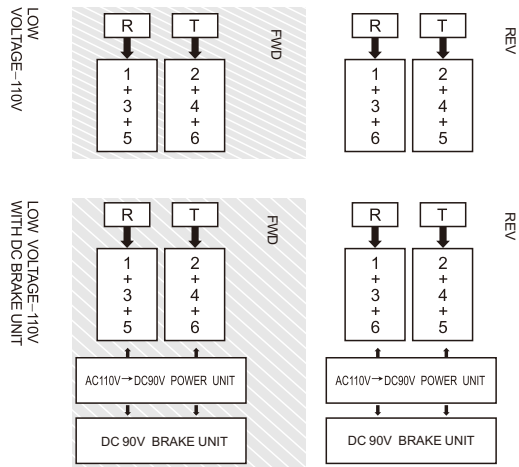 LOW
VOLTAGE–110V
R T
1 2
+ +
3 4
+ +
5 6
FWD
R T
1 2
+ +
3 4
+ +
6 5
REV
LOW VOLTAGE–110V
WITH DC BRAKE UNIT
R T
1 2
+ +
3 4
+ +
5 6
FWD
AC110V→DC90V POWER UNIT
DC 90V BRAKE UNIT
R T
1 2
+ +
3 4
+ +
6 5
REV
AC110V→DC90V POWER UNIT
DC 90V BRAKE UNIT